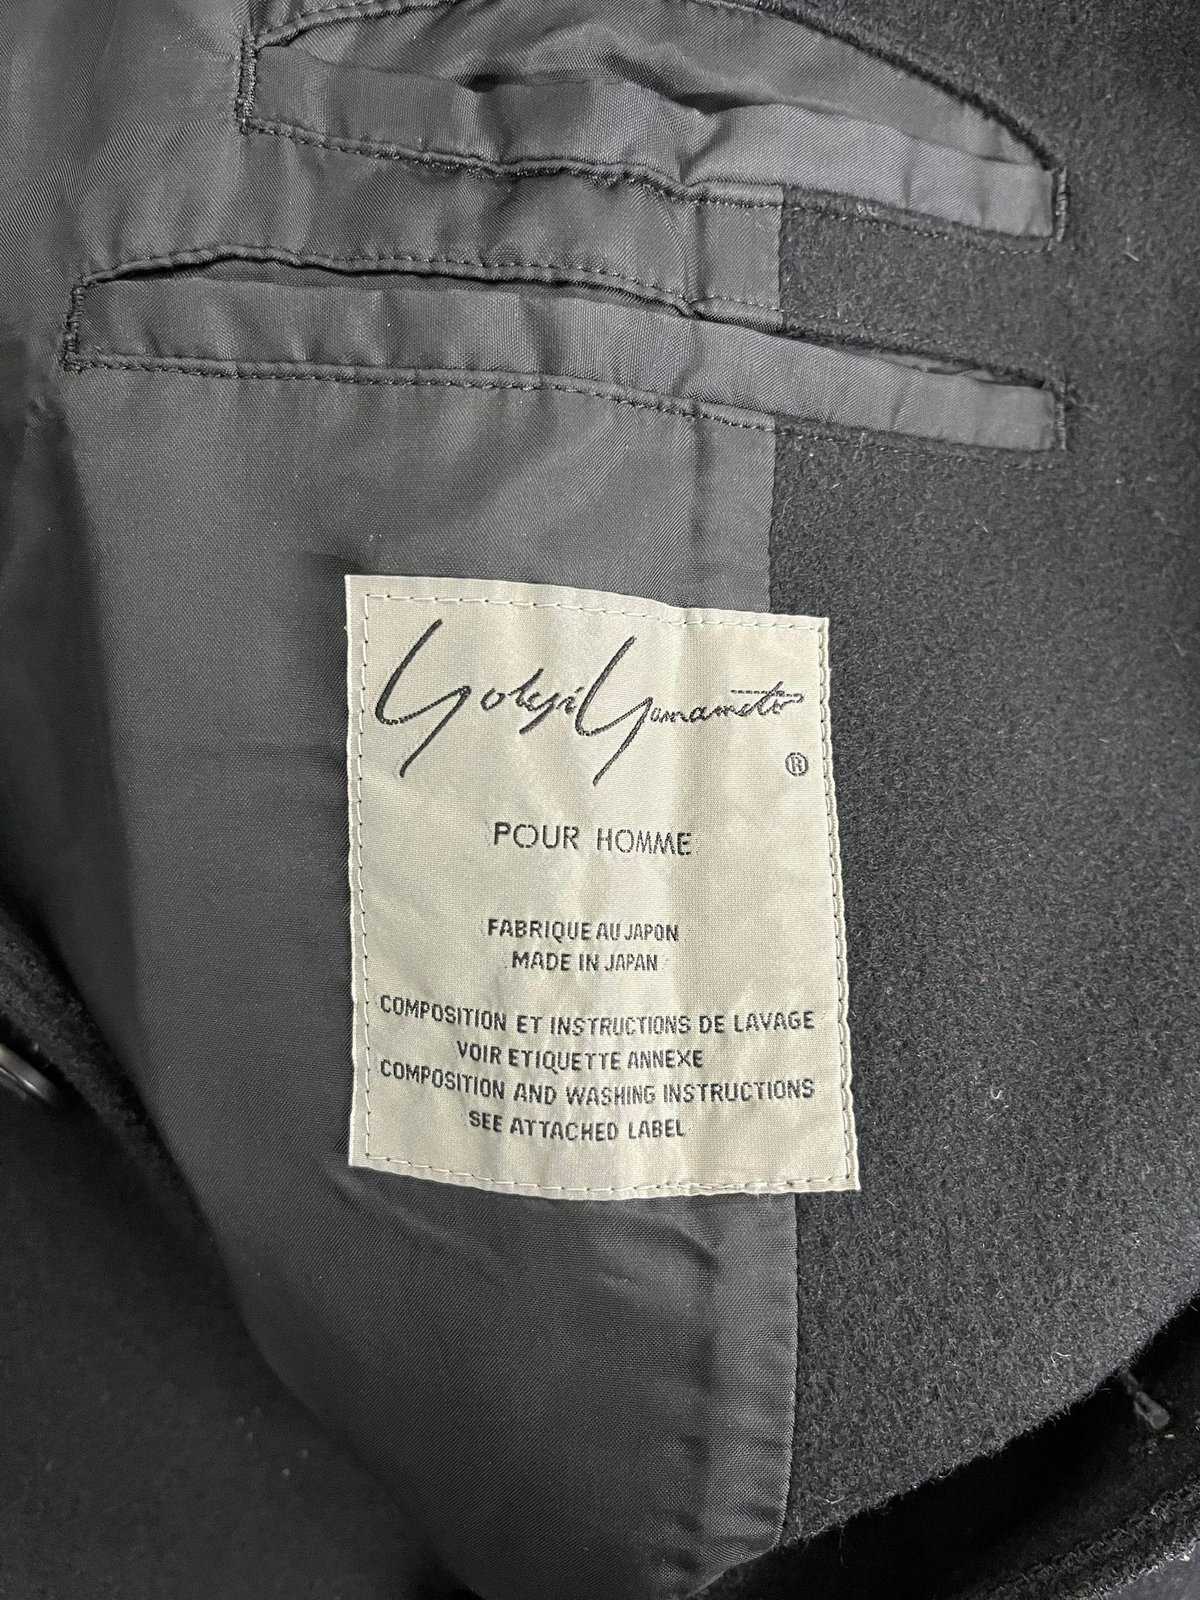 Yohji Yamamoto
®
POUR HOMME
FABRIQUE AU JAPON
MADE IN JAPAN
COMPOSITION ET INSTRUCTIONS DE LAVAGE
VOIR ETIQUETTE ANNEXE
COMPOSITION AND WASHING INSTRUCTIONS
SEE ATTACHED LABEL